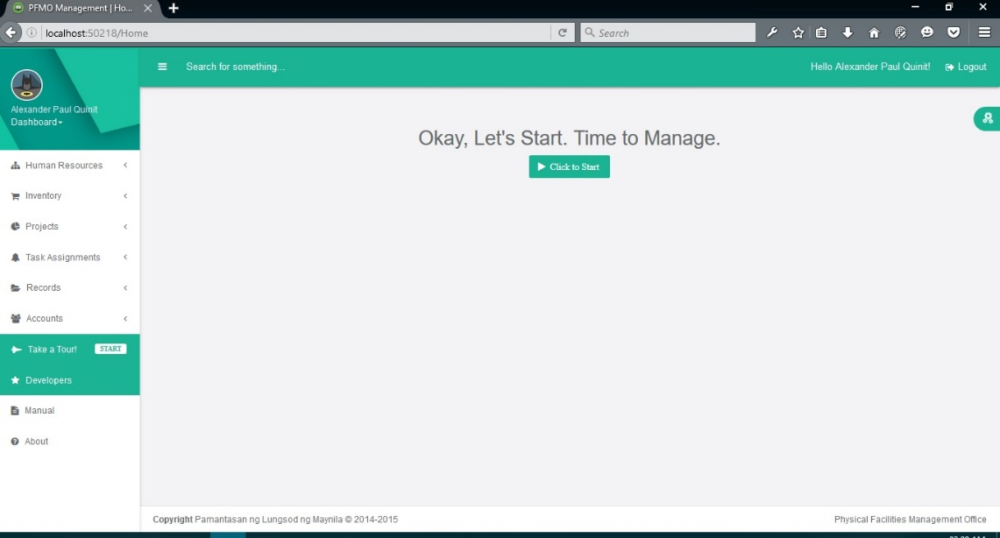 PFMO Management | Ho...
localhost:50218/Home
Search
Search for something...
Hello Alexander Paul Quinit!
Logout
Alexander Paul Quinit
Dashboard
Human Resources
Inventory
Projects
Task Assignments
Records
Accounts
Take a Tour! START
Developers
Manual
About
Okay, Let's Start. Time to Manage.
Click to Start
Copyright Pamantasan ng Lungsod ng Maynila © 2014-2015
Physical Facilities Management Office